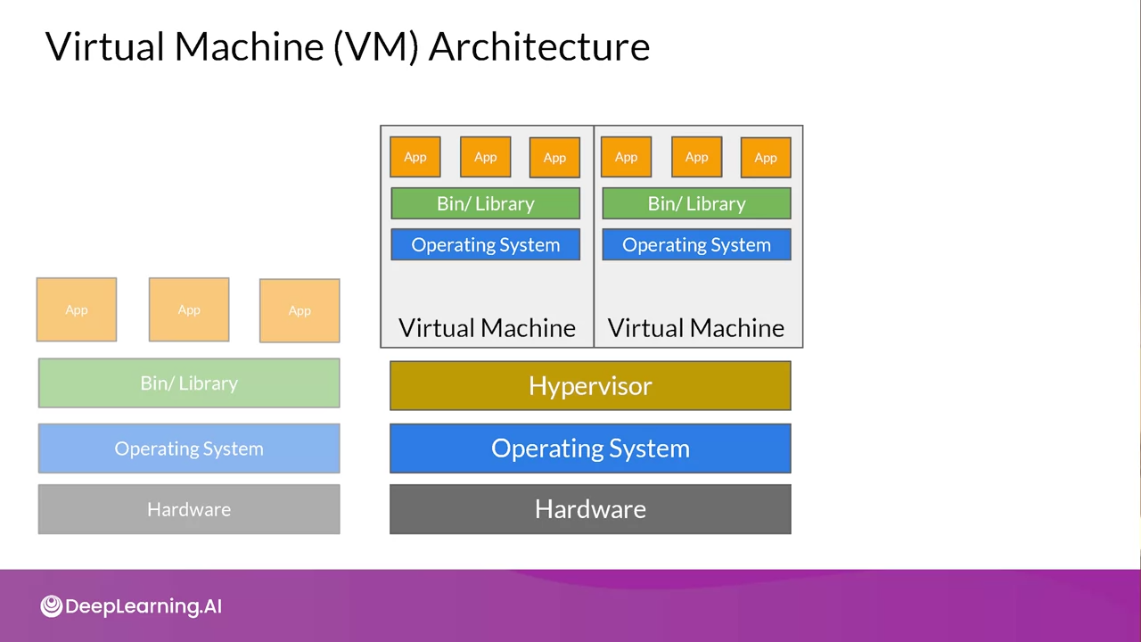 Virtual Machine (VM) Architecture
App
App
App
Bin/ Library
Operating System
Hardware
App
App
App
Bin/ Library
Operating System
Virtual Machine
App
App
App
Bin/ Library
Operating System
Virtual Machine
Hypervisor
Operating System
Hardware
DeepLearning.AI